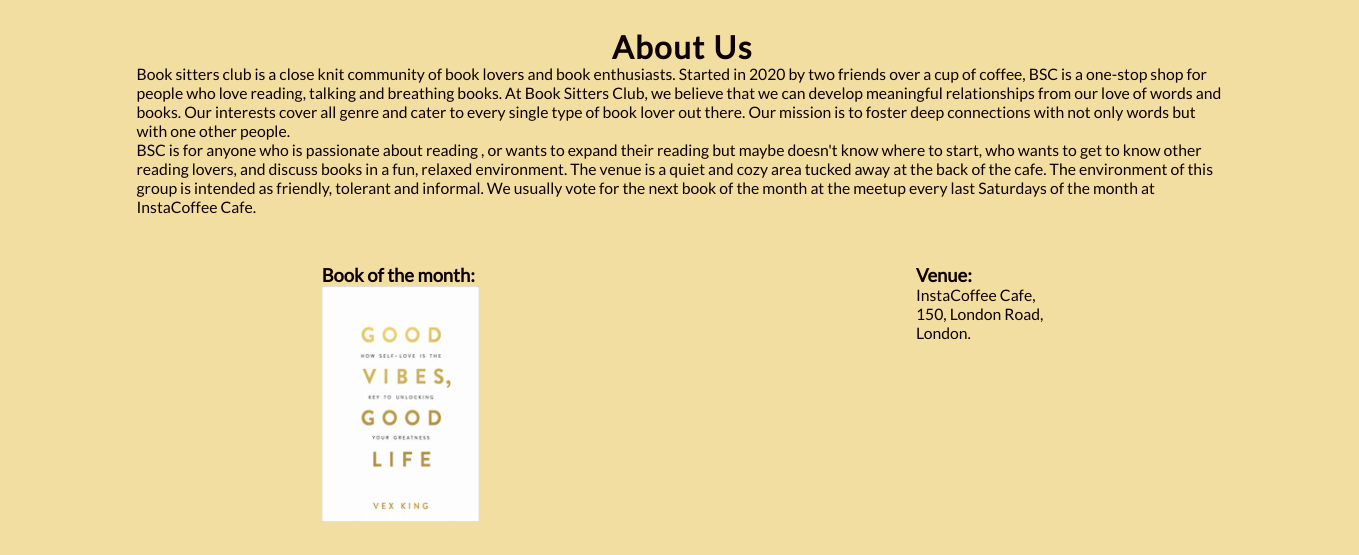 About Us
Book sitters club is a close knit community of book lovers and book enthusiasts. Started in 2020 by two friends over a cup of coffee, BSC is a one-stop shop for
people who love reading, talking and breathing books. At Book Sitters Club, we believe that we can develop meaningful relationships from our love of words and
books. Our interests cover all genre and cater to every single type of book lover out there. Our mission is to foster deep connections with not only words but
with one other people.
BSC is for anyone who is passionate about reading , or wants to expand their reading but maybe doesn't know where to start, who wants to get to know other
reading lovers, and discuss books in a fun, relaxed environment. The venue is a quiet and cozy area tucked away at the back of the cafe. The environment of this
group is intended as friendly, tolerant and informal. We usually vote for the next book of the month at the meetup every last Saturdays of the month at
InstaCoffee Cafe.
Book of the month:
GOOD
HOW SELF-LOVE IS THE
VIBES,
KEY TO UNLOCKING
GOOD
YOUR GREATNESS
LIFE
VEX KING
Venue:
InstaCoffee Cafe,
150, London Road,
London.